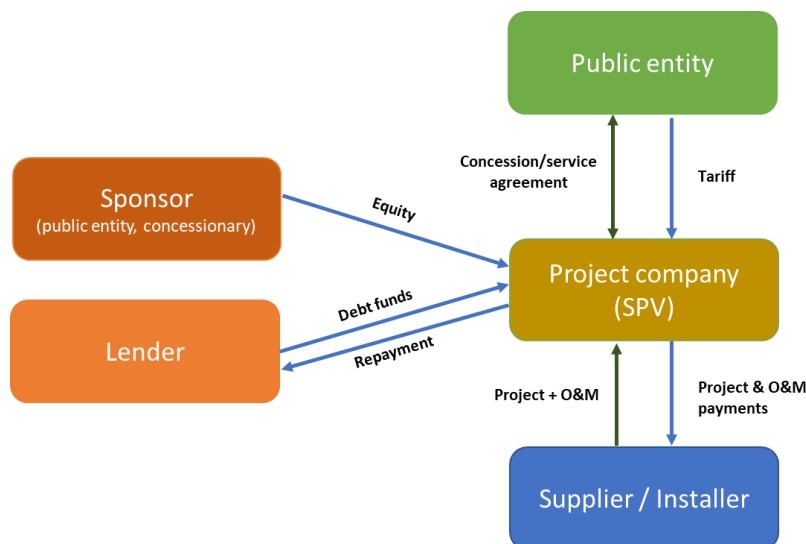 Public entity
Concession/service
agreement
Tariff
Sponsor
(public entity, concessionary)
Equity
Project company
(SPV)
Debt funds
Repayment
Lender
Project + O&M
Project & O&M
payments
Supplier / Installer